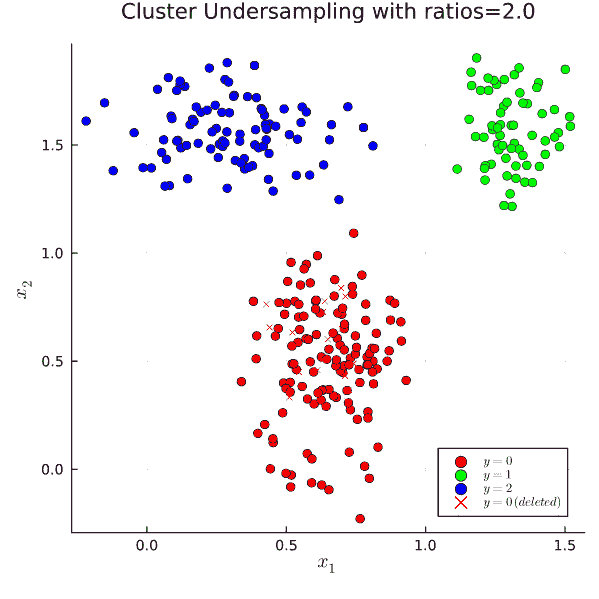 Cluster Undersampling with ratios=2.0
x₂
1.5
1.0
0.5
0.0
0.0 0.5 1.0 1.5
x₁
y = 0
y = 1
y = 2
y = 0 (deleted)